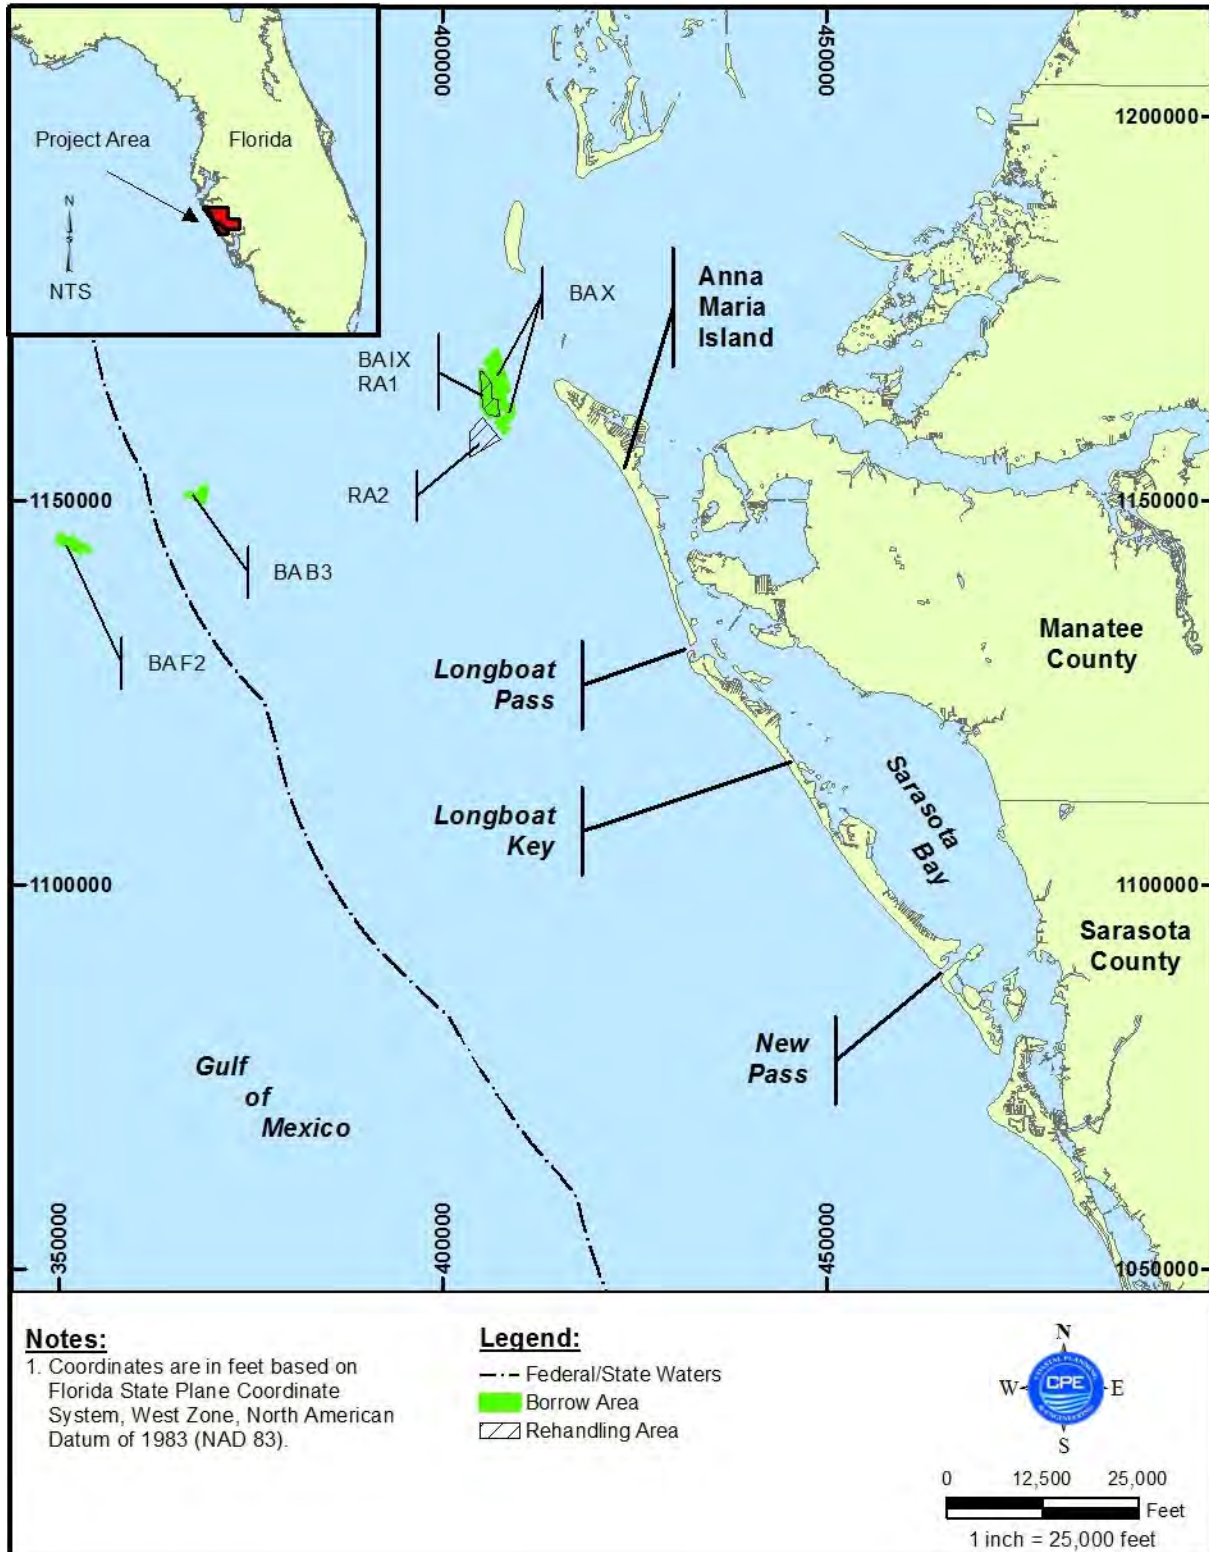 Project Area
Florida
N
NTS
400000
450000
1200000
BA X
Anna
Maria
Island
BA IX
RA1
RA2
1150000
1150000
BA B3
BA F2
Manatee
County
Longboat
Pass
Sarasota
Bay
Longboat
Key
1100000
1100000
Sarasota
County
New
Pass
Gulf
of
Mexico
350000
400000
450000
1050000
Notes:
1. Coordinates are in feet based on
Florida State Plane Coordinate
System, West Zone, North American
Datum of 1983 (NAD 83).
Legend:
Federal/State Waters
Borrow Area
Rehandling Area
N
W
E
S
COASTAL PLANNING
CPE
& ENGINEERING
0 12,500 25,000
Feet
1 inch = 25,000 feet